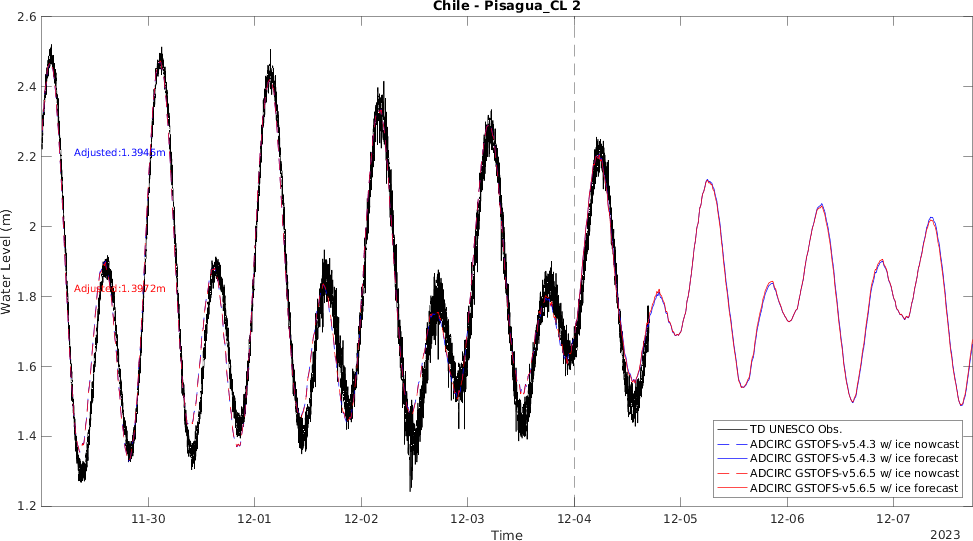 Chile - Pisagua_CL 2
Water Level (m)
2.6
2.4
2.2
2
1.8
1.6
1.4
1.2
Adjusted:1.3945m
Adjusted:1.3972m
TD UNESCO Obs.
ADCIRC GSTOFS-v5.4.3 w/ ice nowcast
ADCIRC GSTOFS-v5.4.3 w/ ice forecast
ADCIRC GSTOFS-v5.6.5 w/ ice nowcast
ADCIRC GSTOFS-v5.6.5 w/ ice forecast
11-30 12-01 12-02 12-03 12-04 12-05 12-06 12-07
Time
2023